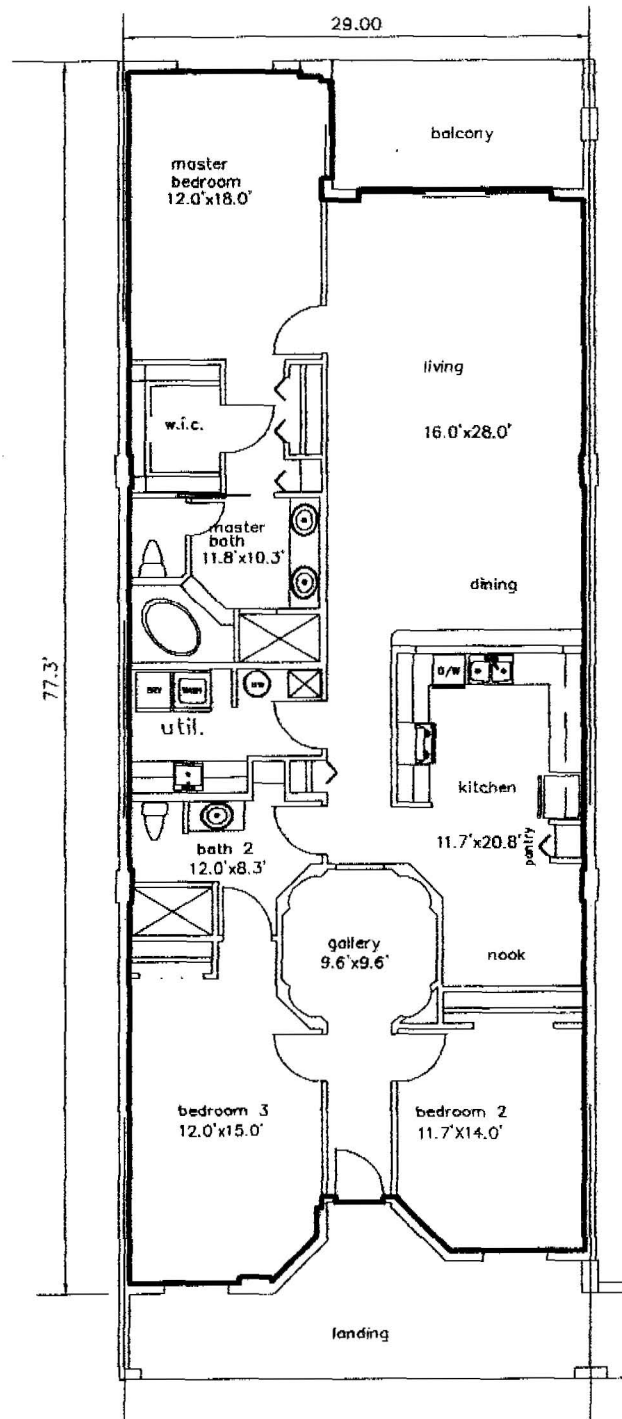 29.00
balcony
master
bedroom
12.0'x18.0'
living
w.i.c.
16.0'x28.0'
master
bath
11.8'x10.3'
dining
77.3'
D/W
DRY
WASH
util.
kitchen
11.7'x20.8'
pantry
bath 2
12.0'x8.3'
gallery
9.6'x9.6'
nook
bedroom 3
12.0'x15.0'
bedroom 2
11.7'X14.0'
landing